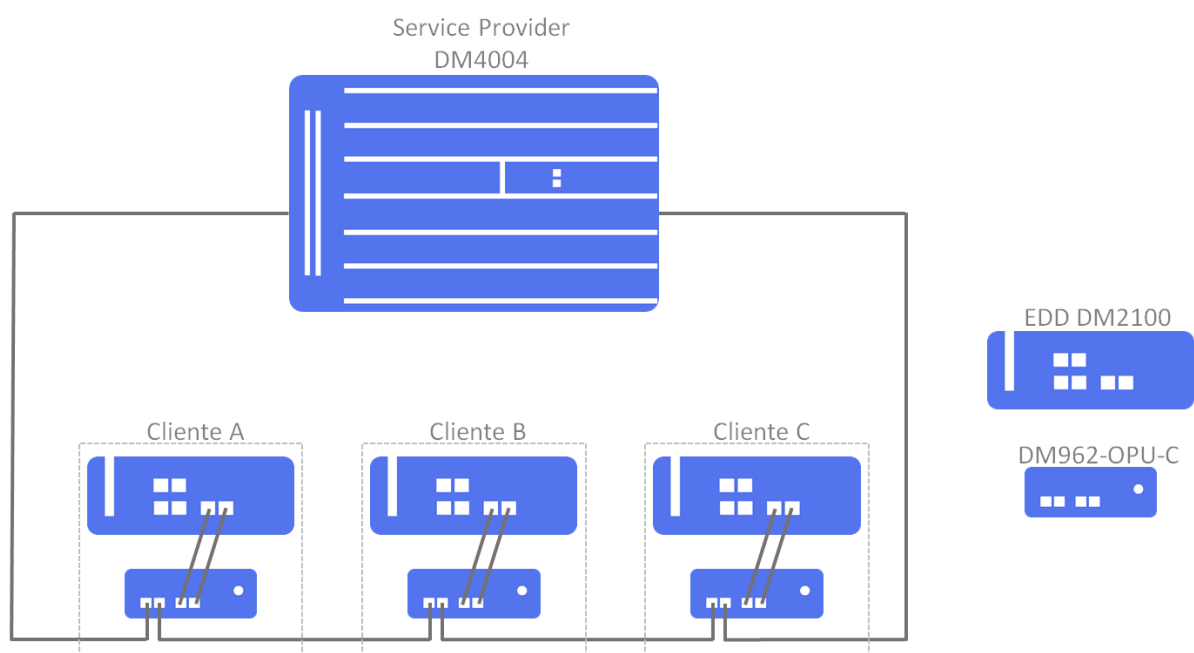 Service Provider
DM4004
EDD DM2100
Cliente A
Cliente B
Cliente C
DM962-OPU-C